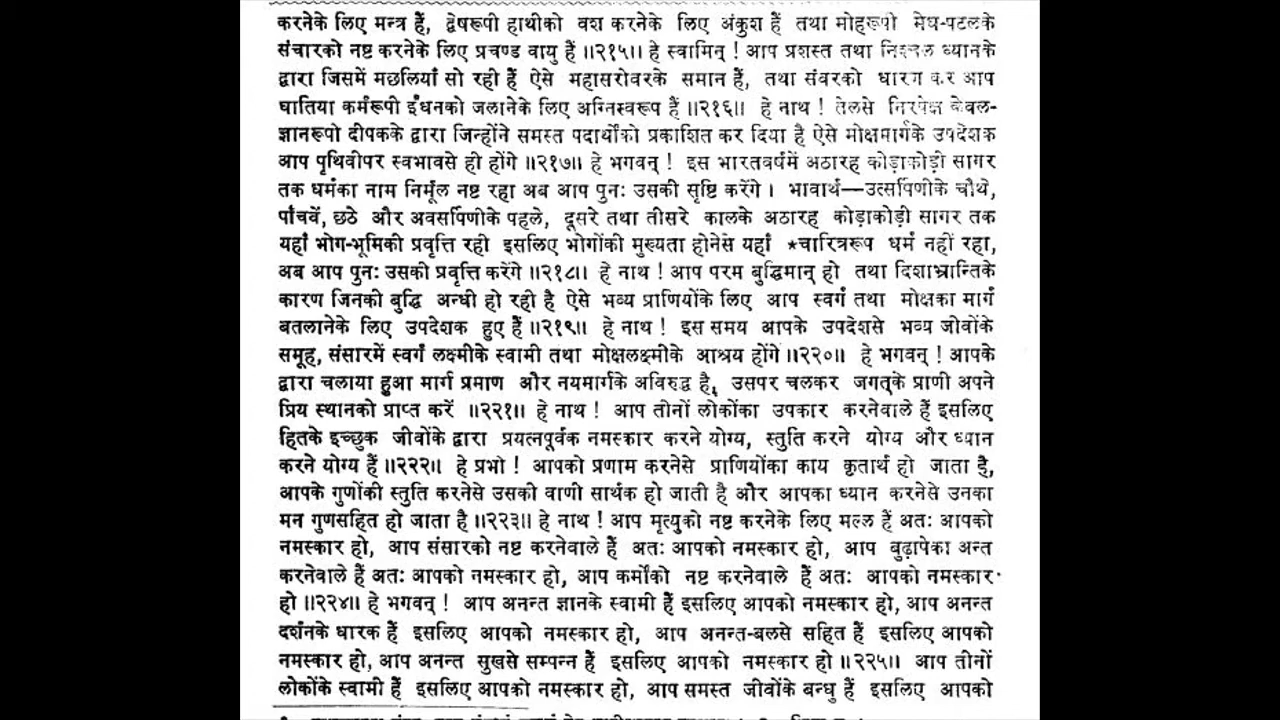 करनेके लिए मन्त्र हैं, द्वेषरूपी हाथीको वश करनेके लिए अंकुश हैं तथा मोहरूपी मेघ-पटलके
संचारको नष्ट करनेके लिए प्रचण्ड वायु हैं ॥२१५॥ हे स्वामिन् ! आप प्रशस्त तथा निश्चल ध्यानके
द्वारा जिसमें मछलियाँ सो रही हैं ऐसे महासरोवरके समान हैं, तथा संवरको धारण कर आप
घातिया कर्मरूपी ईंधनको जलानेके लिए अग्निस्वरूप हैं ॥२१६॥ हे नाथ ! तेलसे निरपेक्ष केवल-
ज्ञानरूपी दीपकके द्वारा जिन्होंने समस्त पदार्थोंको प्रकाशित कर दिया है ऐसे मोक्षमार्गके उपदेशक
आप पृथिवीपर स्वभावसे ही होंगे ॥२१७॥ हे भगवन् ! इस भारतवर्षमें अठारह कोड़ाकोड़ी सागर
तक धर्मका नाम निर्मूल नष्ट रहा अब आप पुनः उसकी सृष्टि करेंगे । भावार्थ—उत्सर्पिणीके चौथे,
पाँचवें, छठे और अवसर्पिणीके पहले, दूसरे तथा तीसरे कालके अठारह कोड़ाकोड़ी सागर तक
यहाँ भोग-भूमिकी प्रवृत्ति रही इसलिए भोगोंकी मुख्यता होनेसे यहाँ *चारित्ररूप धर्म नहीं रहा,
अब आप पुनः उसकी प्रवृत्ति करेंगे ॥२१८॥ हे नाथ ! आप परम बुद्धिमान् हो तथा दिशाभ्रान्तिके
कारण जिनकी बुद्धि अन्धी हो रही है ऐसे भव्य प्राणियोंके लिए आप स्वर्ग तथा मोक्षका मार्ग
बतलानेके लिए उपदेशक हुए हैं ॥२१९॥ हे नाथ ! इस समय आपके उपदेशसे भव्य जीवोंके
समूह, संसारमें स्वर्ग लक्ष्मीके स्वामी तथा मोक्षलक्ष्मीके आश्रय होंगे ॥२२०॥ हे भगवन् ! आपके
द्वारा चलाया हुआ मार्ग प्रमाण और नयमार्गके अविरुद्ध है, उसपर चलकर जगत्के प्राणी अपने
प्रिय स्थानको प्राप्त करें ॥२२१॥ हे नाथ ! आप तीनों लोकोंका उपकार करनेवाले हैं इसलिए
हितके इच्छुक जीवोंके द्वारा प्रयत्नपूर्वक नमस्कार करने योग्य, स्तुति करने योग्य और ध्यान
करने योग्य हैं ॥२२२॥ हे प्रभो ! आपको प्रणाम करनेसे प्राणियोंका काय कृतार्थ हो जाता है,
आपके गुणोंकी स्तुति करनेसे उसकी वाणी सार्थक हो जाती है और आपका ध्यान करनेसे उनका
मन गुणसहित हो जाता है ॥२२३॥ हे नाथ ! आप मृत्युको नष्ट करनेके लिए मल्ल हैं अतः आपको
नमस्कार हो, आप संसारको नष्ट करनेवाले हैं अतः आपको नमस्कार हो, आप बुढ़ापेका अन्त
करनेवाले हैं अतः आपको नमस्कार हो, आप कर्मोंको नष्ट करनेवाले हैं अतः आपको नमस्कार
हो ॥२२४॥ हे भगवन् ! आप अनन्त ज्ञानके स्वामी हैं इसलिए आपको नमस्कार हो, आप अनन्त
दर्शनके धारक हैं इसलिए आपको नमस्कार हो, आप अनन्त-बलसे सहित हैं इसलिए आपको
नमस्कार हो, आप अनन्त सुखसे सम्पन्न हैं इसलिए आपको नमस्कार हो ॥२२५॥ आप तीनों
लोकोंके स्वामी हैं इसलिए आपको नमस्कार हो, आप समस्त जीवोंके बन्धु हैं इसलिए आपको